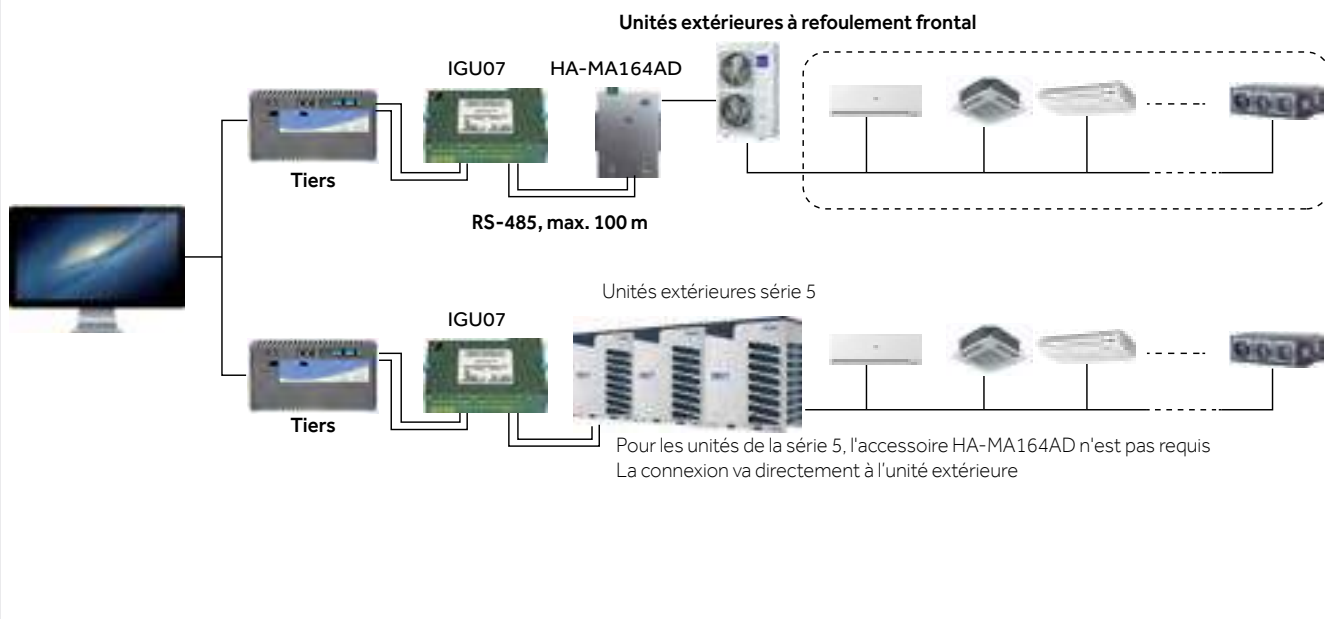 Unités extérieures à refoulement frontal
IGU07
HA-MA164AD
Tiers
RS-485, max. 100 m
Unités extérieures série 5
IGU07
Tiers
Pour les unités de la série 5, l'accessoire HA-MA164AD n'est pas requis
La connexion va directement à l'unité extérieure